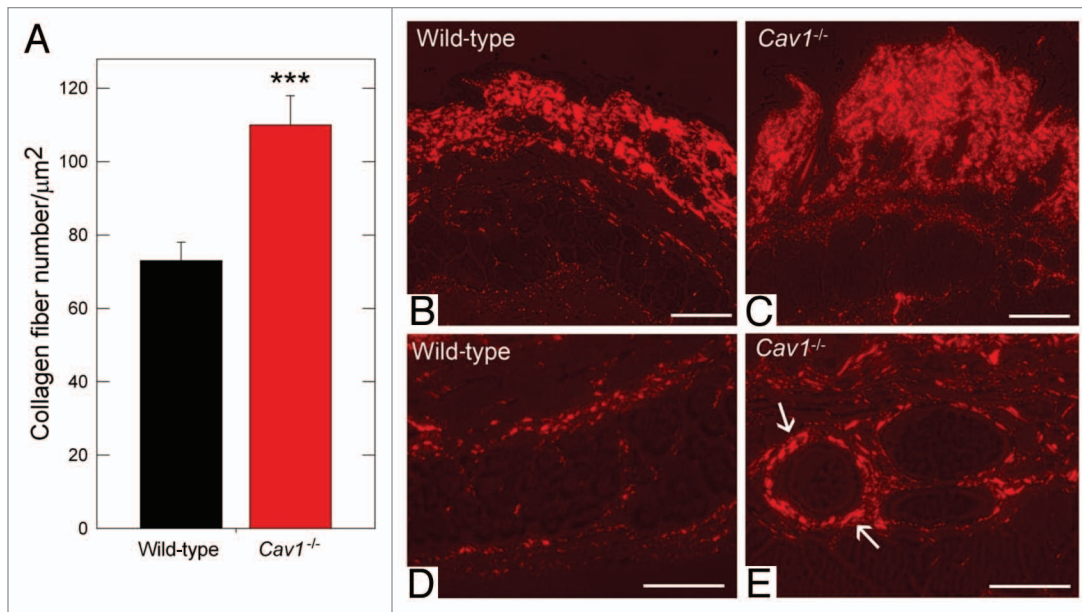 A
Collagen fiber number/μm²
120
100
80
60
40
20
0
***
Wild-type
Cav1⁻/⁻
Wild-type
B
Cav1⁻/⁻
C
Wild-type
D
Cav1⁻/⁻
E